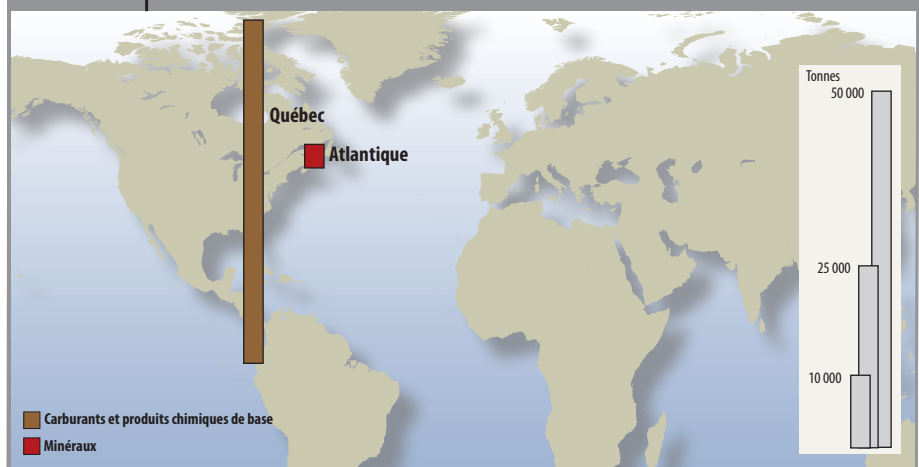 Tonnes
50 000
Québec
Atlantique
25 000
10 000
Carburants et produits chimiques de base
Minéraux